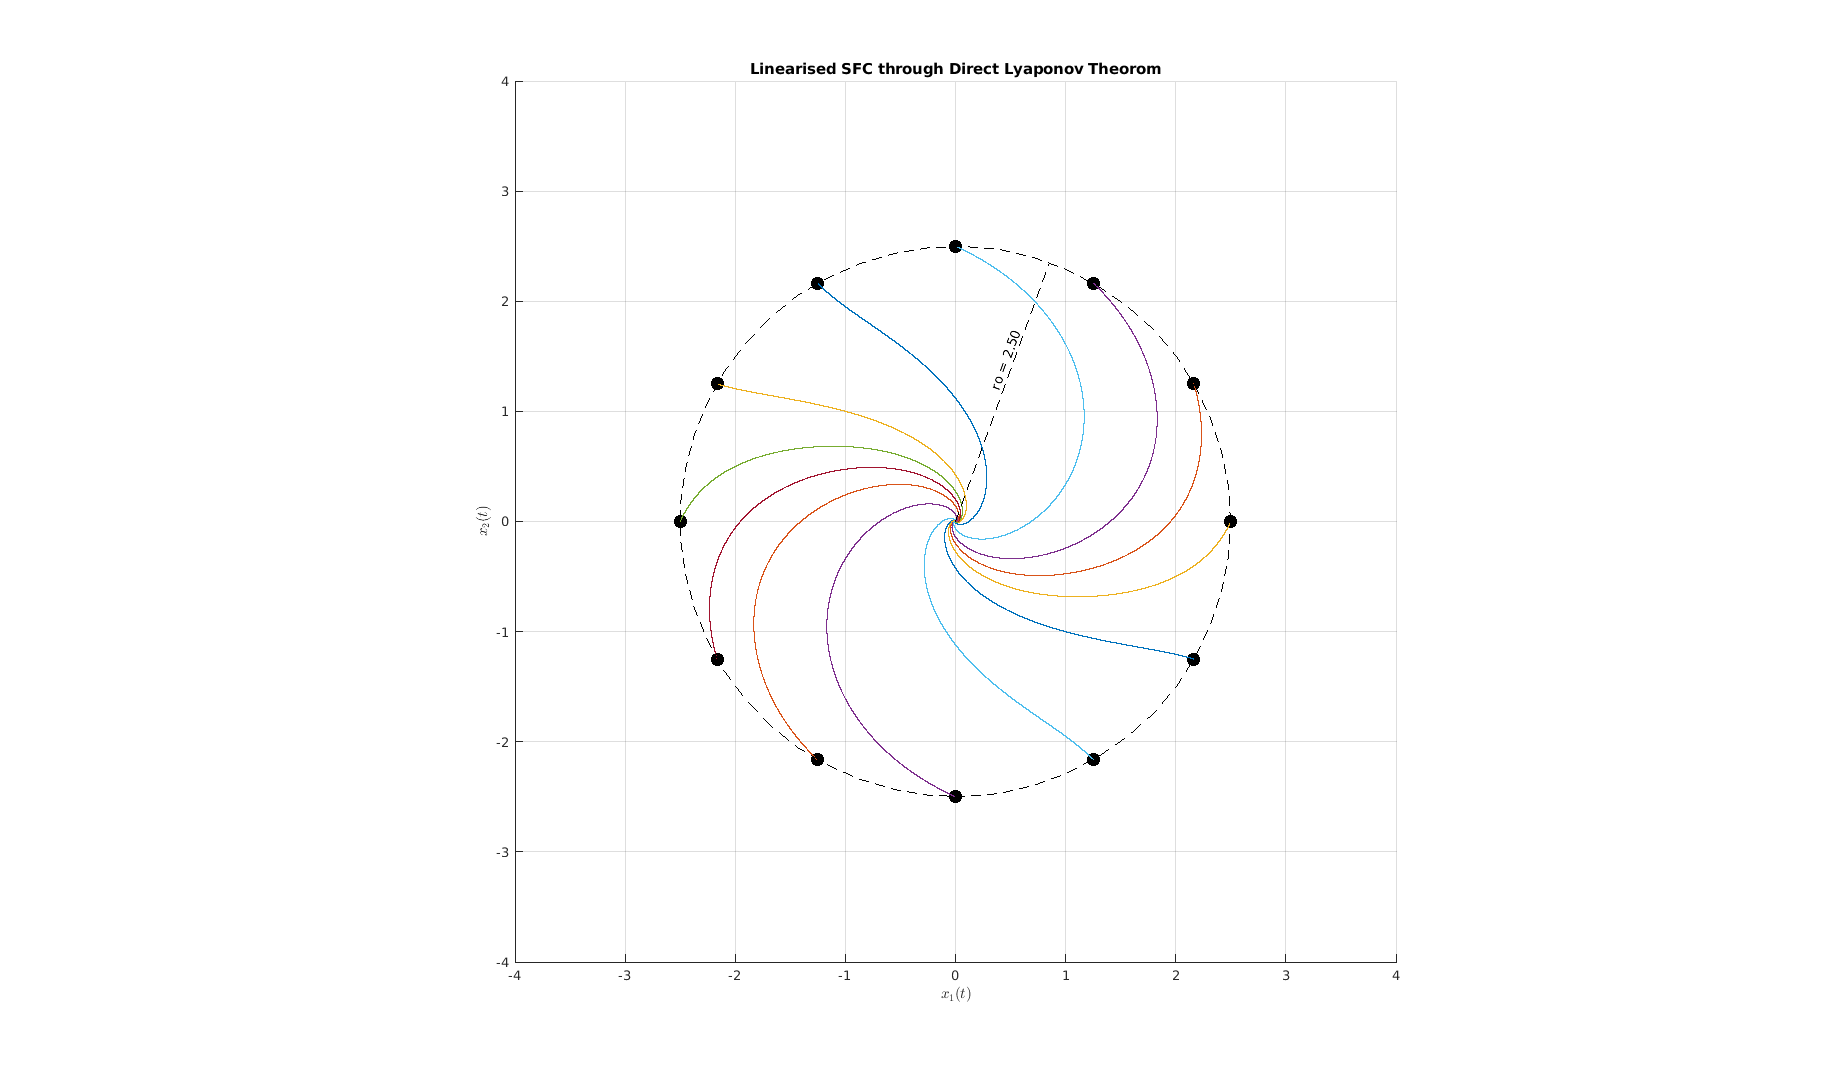 Linearised SFC through Direct Lyaponov Theorom
4
3
2
1
0
-1
-2
-3
-4
x₂(t)
ro = 2.50
-4 -3 -2 -1 0 1 2 3 4
x₁(t)